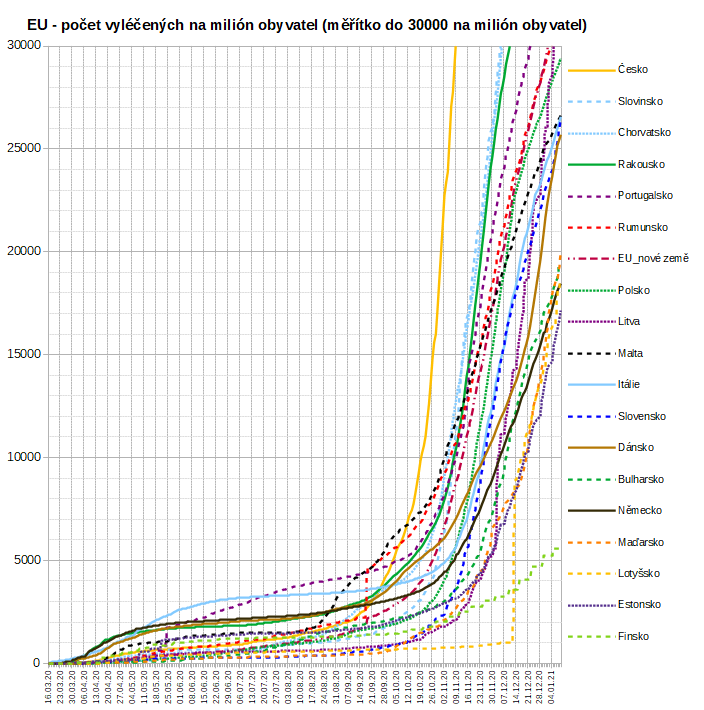 EU - počet vyléčených na milión obyvatel (měřítko do 30000 na milión obyvatel)
30000
25000
20000
15000
10000
5000
0
Česko
Slovinsko
Chorvatsko
Rakousko
Portugalsko
Rumunsko
EU_nové země
Polsko
Litva
Malta
Itálie
Slovensko
Dánsko
Bulharsko
Německo
Maďarsko
Lotyšsko
Estonsko
Finsko
16.03.20
23.03.20
30.03.20
06.04.20
13.04.20
20.04.20
27.04.20
04.05.20
11.05.20
18.05.20
25.05.20
01.06.20
08.06.20
15.06.20
22.06.20
29.06.20
06.07.20
13.07.20
20.07.20
27.07.20
03.08.20
10.08.20
17.08.20
24.08.20
31.08.20
07.09.20
14.09.20
21.09.20
28.09.20
05.10.20
12.10.20
19.10.20
26.10.20
02.11.20
09.11.20
16.11.20
23.11.20
30.11.20
07.12.20
14.12.20
21.12.20
28.12.20
04.01.21